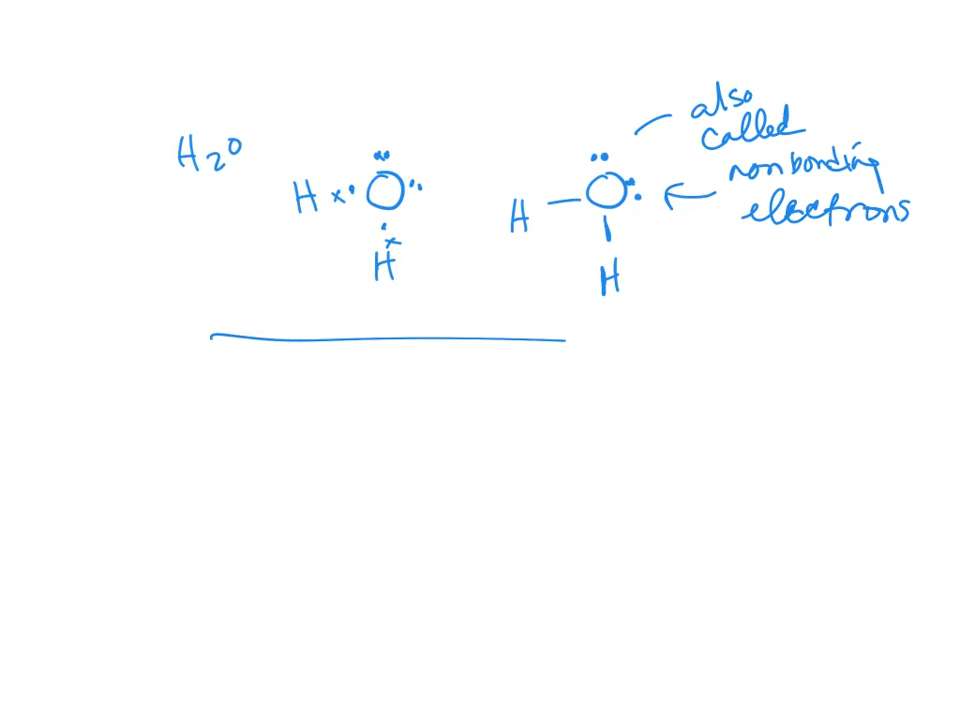 H2O
H x· O
x
H
H — O
H
also
called
nonbonding
electrons